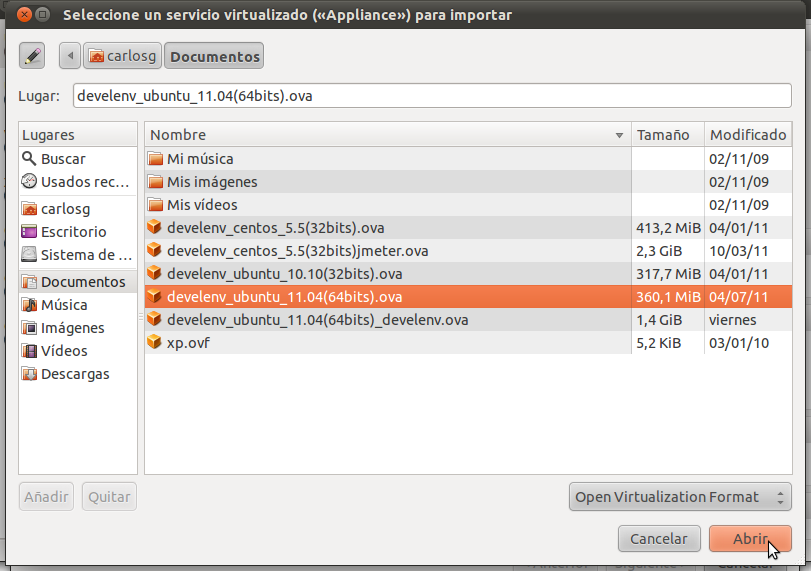 Seleccione un servicio virtualizado («Appliance») para importar
carlosg Documentos
Lugar: develenv_ubuntu_11.04(64bits).ova
Lugares
Buscar
Usados rec...
carlosg
Escritorio
Sistema de ...
Documentos
Música
Imágenes
Vídeos
Descargas
Nombre Tamaño Modificado
Mi música 02/11/09
Mis imágenes 02/11/09
Mis vídeos 02/11/09
develenv_centos_5.5(32bits).ova 413,2 MiB 04/01/11
develenv_centos_5.5(32bits)jmeter.ova 2,3 GiB 10/03/11
develenv_ubuntu_10.10(32bits).ova 317,7 MiB 04/01/11
develenv_ubuntu_11.04(64bits).ova 360,1 MiB 04/07/11
develenv_ubuntu_11.04(64bits)_develenv.ova 1,4 GiB viernes
xp.ovf 5,2 KiB 03/01/10
Añadir Quitar
Open Virtualization Format
Cancelar Abrir